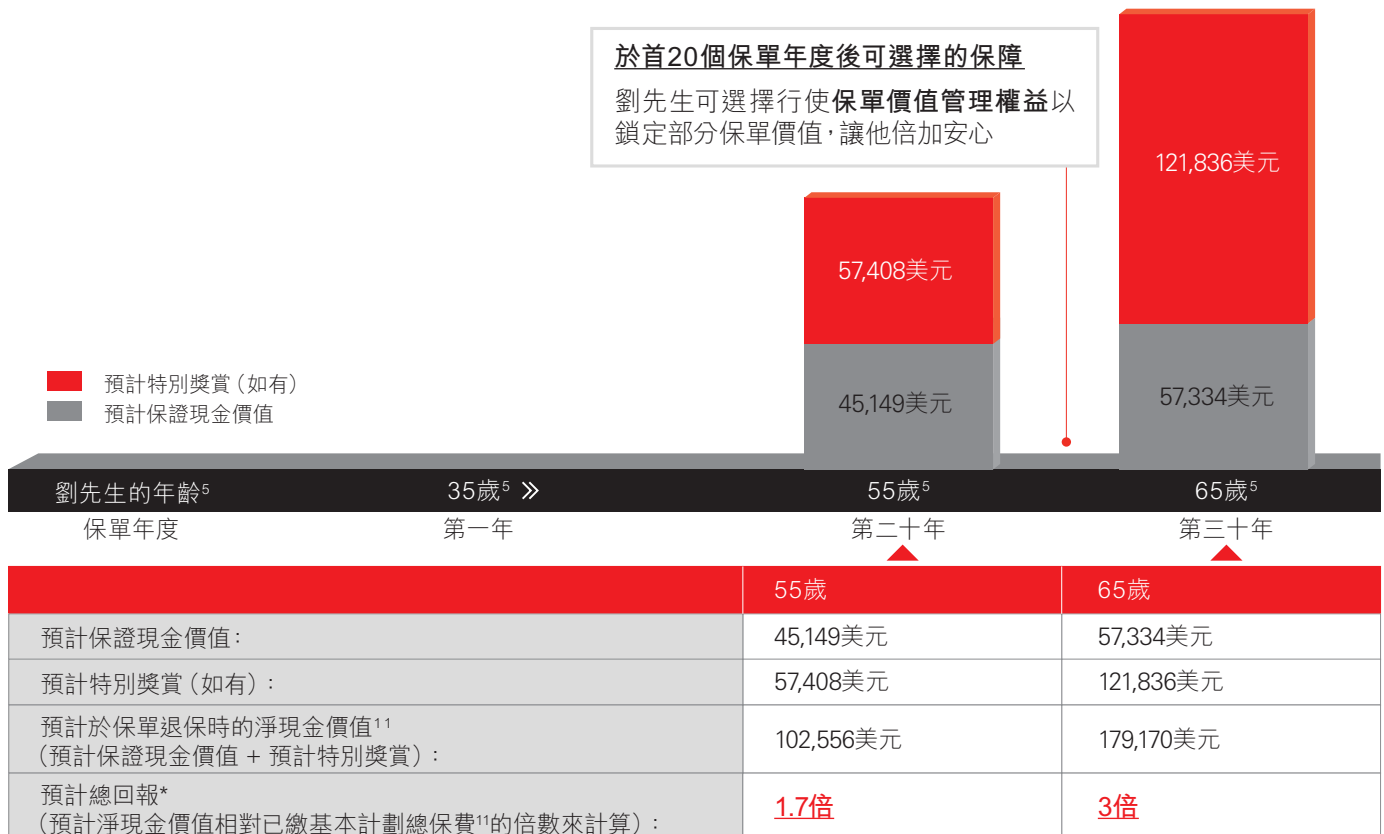 於首20個保單年度後可選擇的保障
劉先生可選擇行使保單價值管理權益以
鎖定部分保單價值，讓他倍加安心
121,836美元
57,408美元
預計特別獎賞（如有）
預計保證現金價值
45,149美元
57,334美元
劉先生的年齡5 35歲5 » 55歲5 65歲5
保單年度 第一年 第二十年 第三十年
55歲 65歲
預計保證現金價值： 45,149美元 57,334美元
預計特別獎賞（如有）： 57,408美元 121,836美元
預計於保單退保時的淨現金價值11
（預計保證現金價值 + 預計特別獎賞）： 102,556美元 179,170美元
預計總回報*
（預計淨現金價值相對已繳基本計劃總保費11的倍數來計算）： 1.7倍 3倍